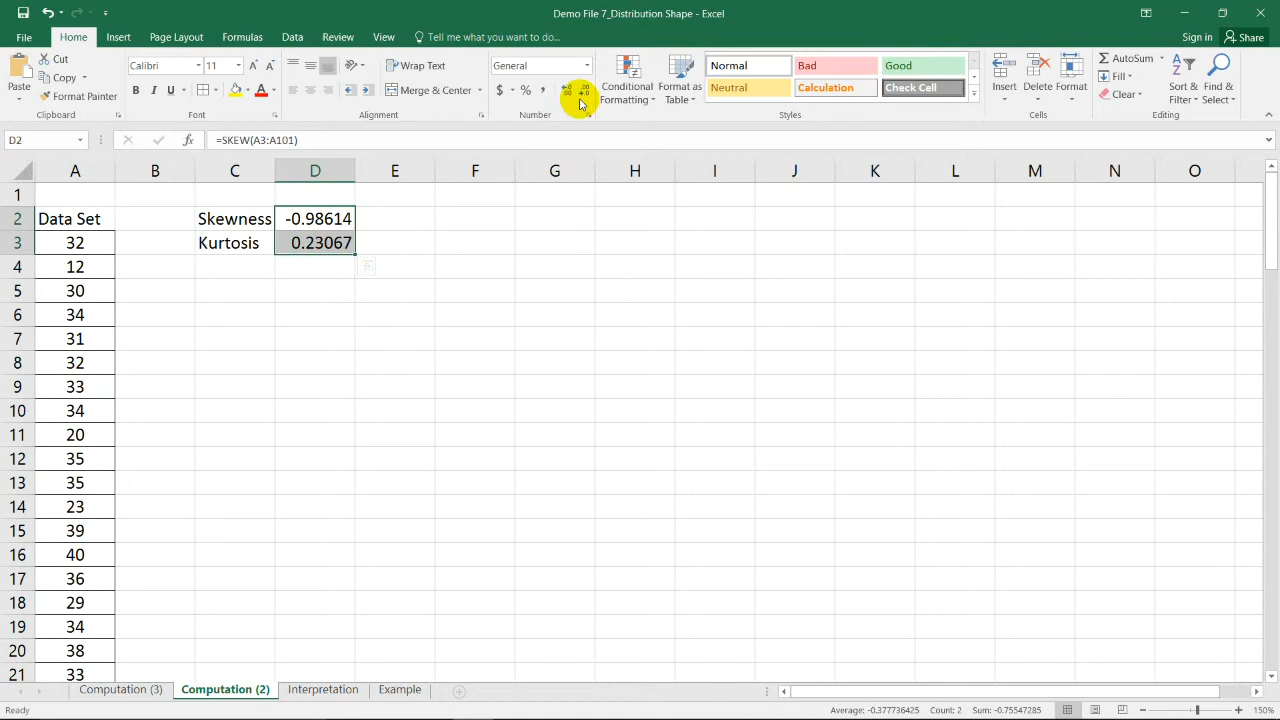 Demo File 7_Distribution Shape - Excel
File Home Insert Page Layout Formulas Data Review View Tell me what you want to do... Sign in Share
Paste
Cut
Copy
Format Painter
Clipboard
Calibri 11
B I U
Font
Wrap Text
Merge & Center
Alignment
General
$ % ,
Number
Conditional Formatting
Format as Table
Normal Bad Good
Neutral Calculation Check Cell
Styles
Insert Delete Format
Cells
AutoSum
Fill
Clear
Sort & Filter
Find & Select
Editing
D2 fx =SKEW(A3:A101)
A B C D E F G H I J K L M N O
1
2 Data Set Skewness -0.98614
3 32 Kurtosis 0.23067
4 12
5 30
6 34
7 31
8 32
9 33
10 34
11 20
12 35
13 35
14 23
15 39
16 40
17 36
18 29
19 34
20 38
21 33
Computation (3) Computation (2) Interpretation Example
Ready Average: -0.377736425 Count: 2 Sum: -0.75547285 150%